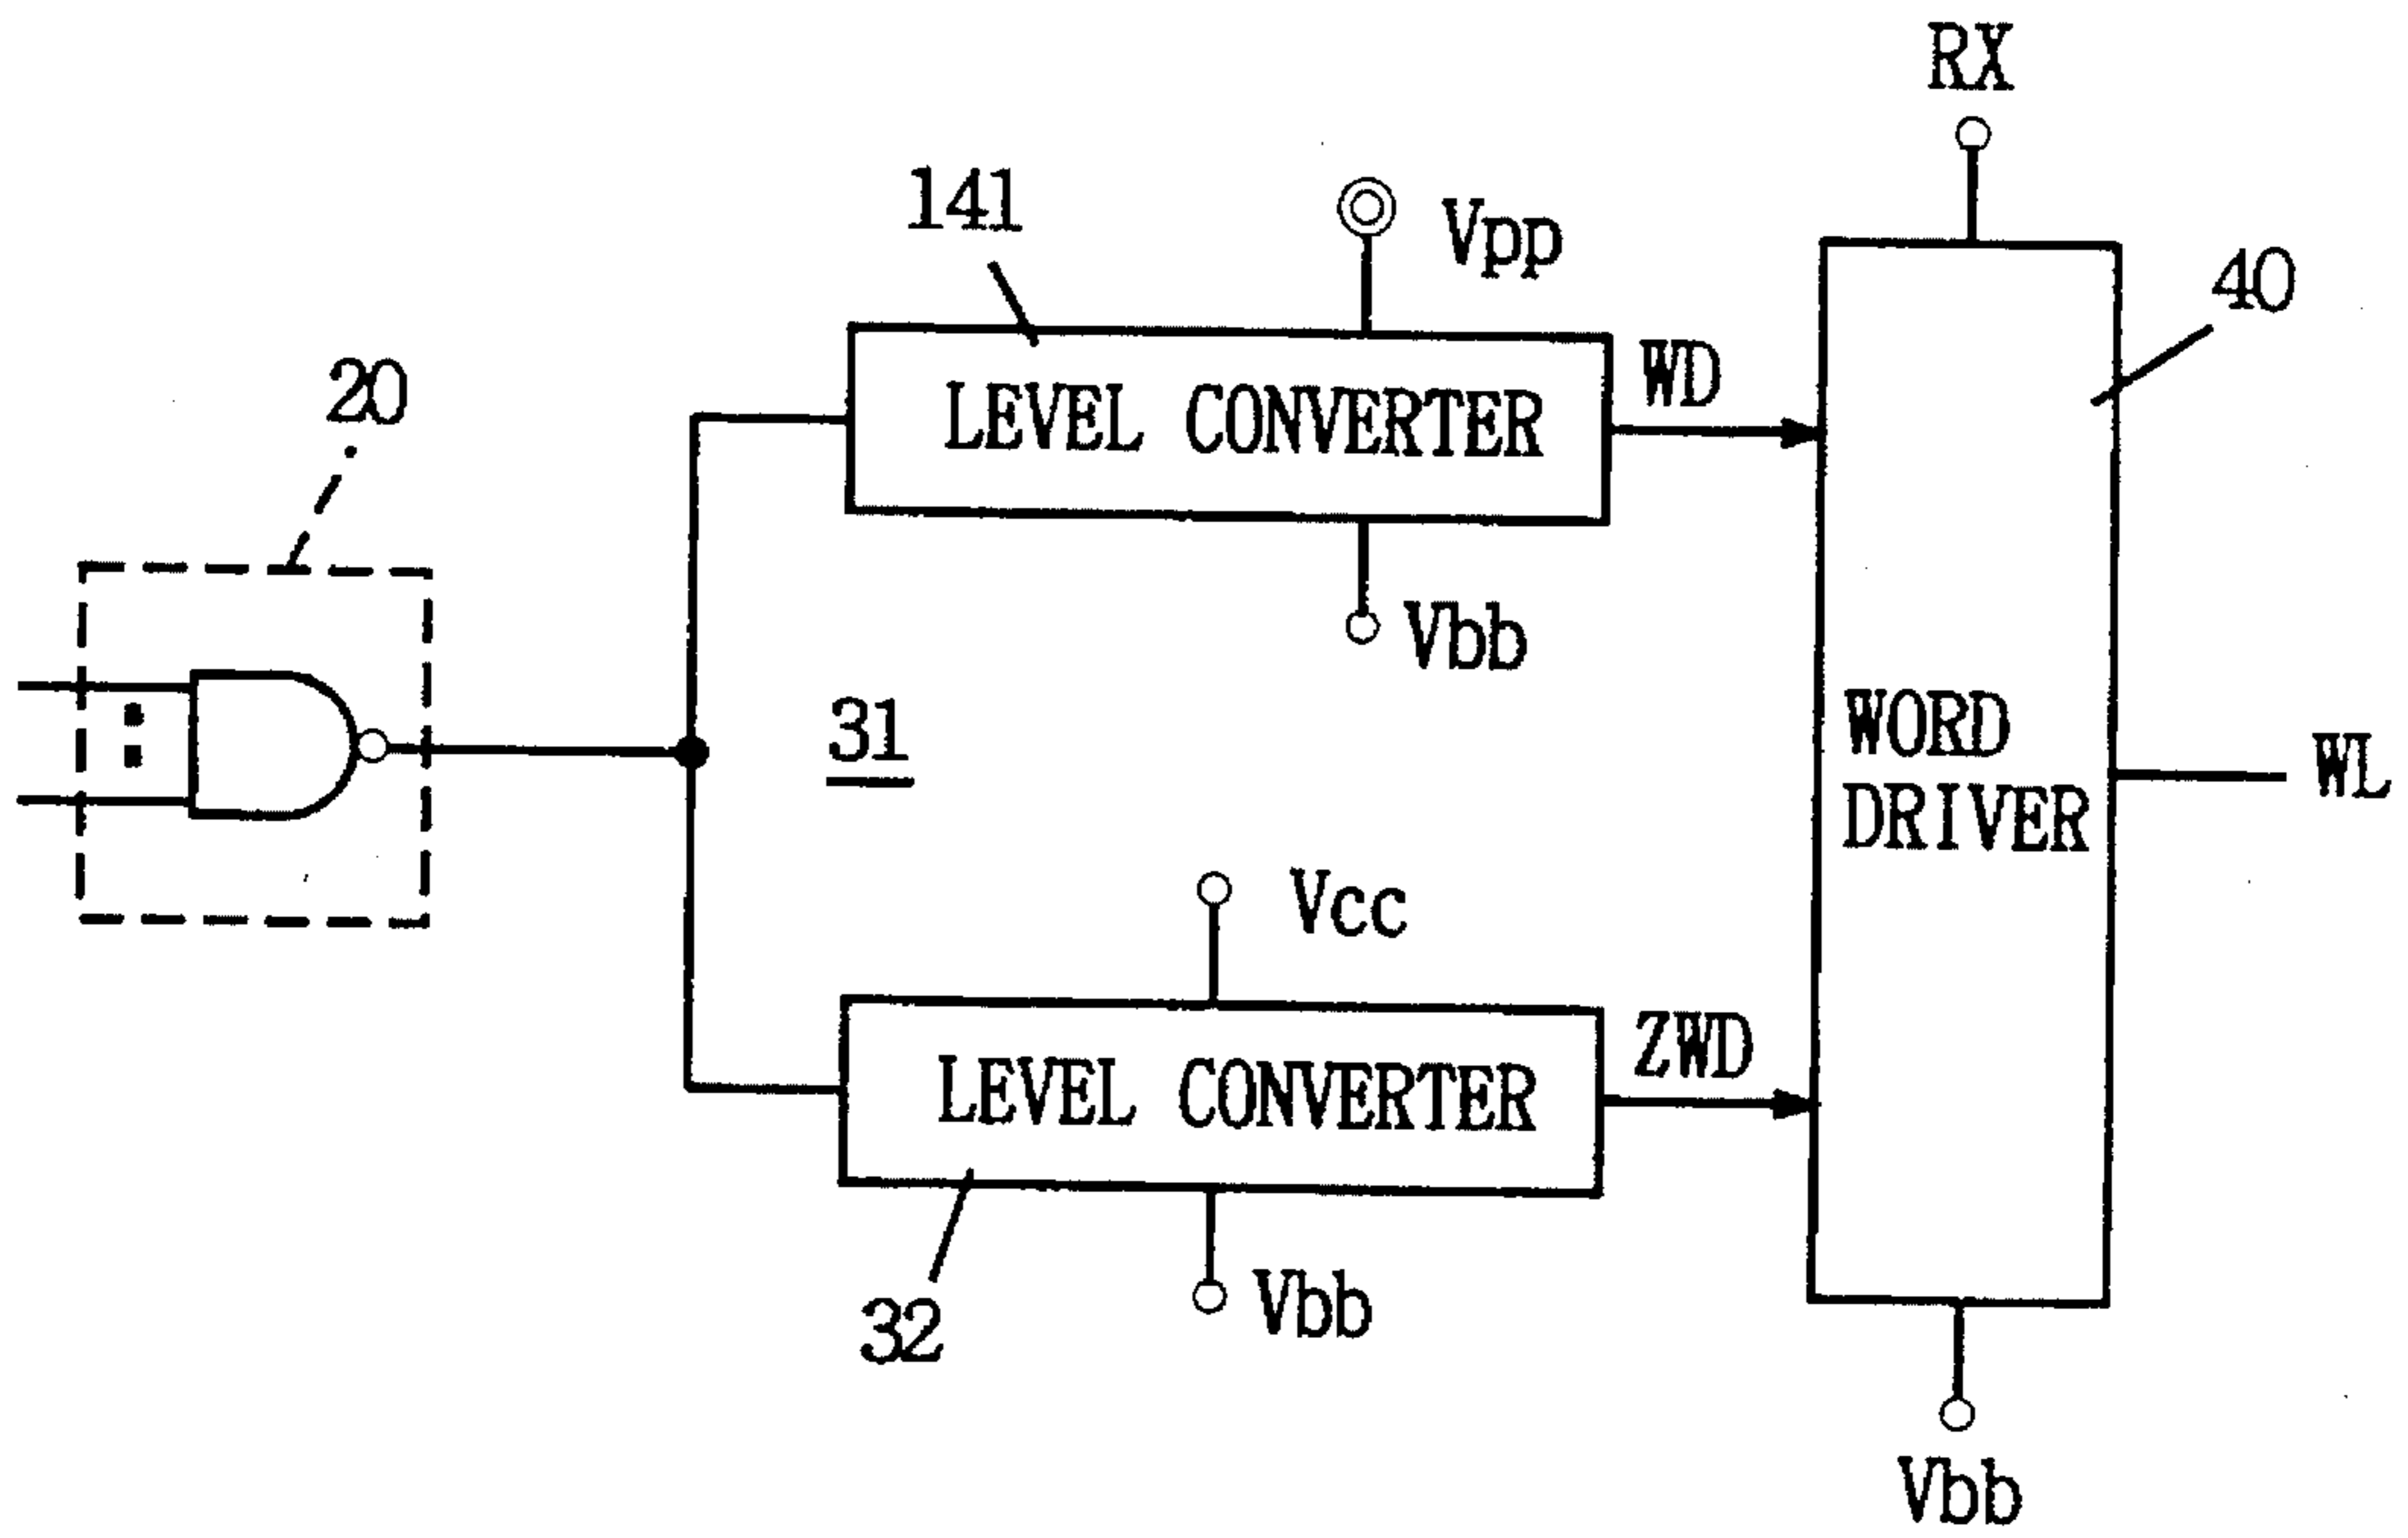 RX
141
Vpp
40
20
LEVEL CONVERTER
WD
Vbb
31
WORD
DRIVER
WL
Vcc
LEVEL CONVERTER
ZWD
32
Vbb
Vbb